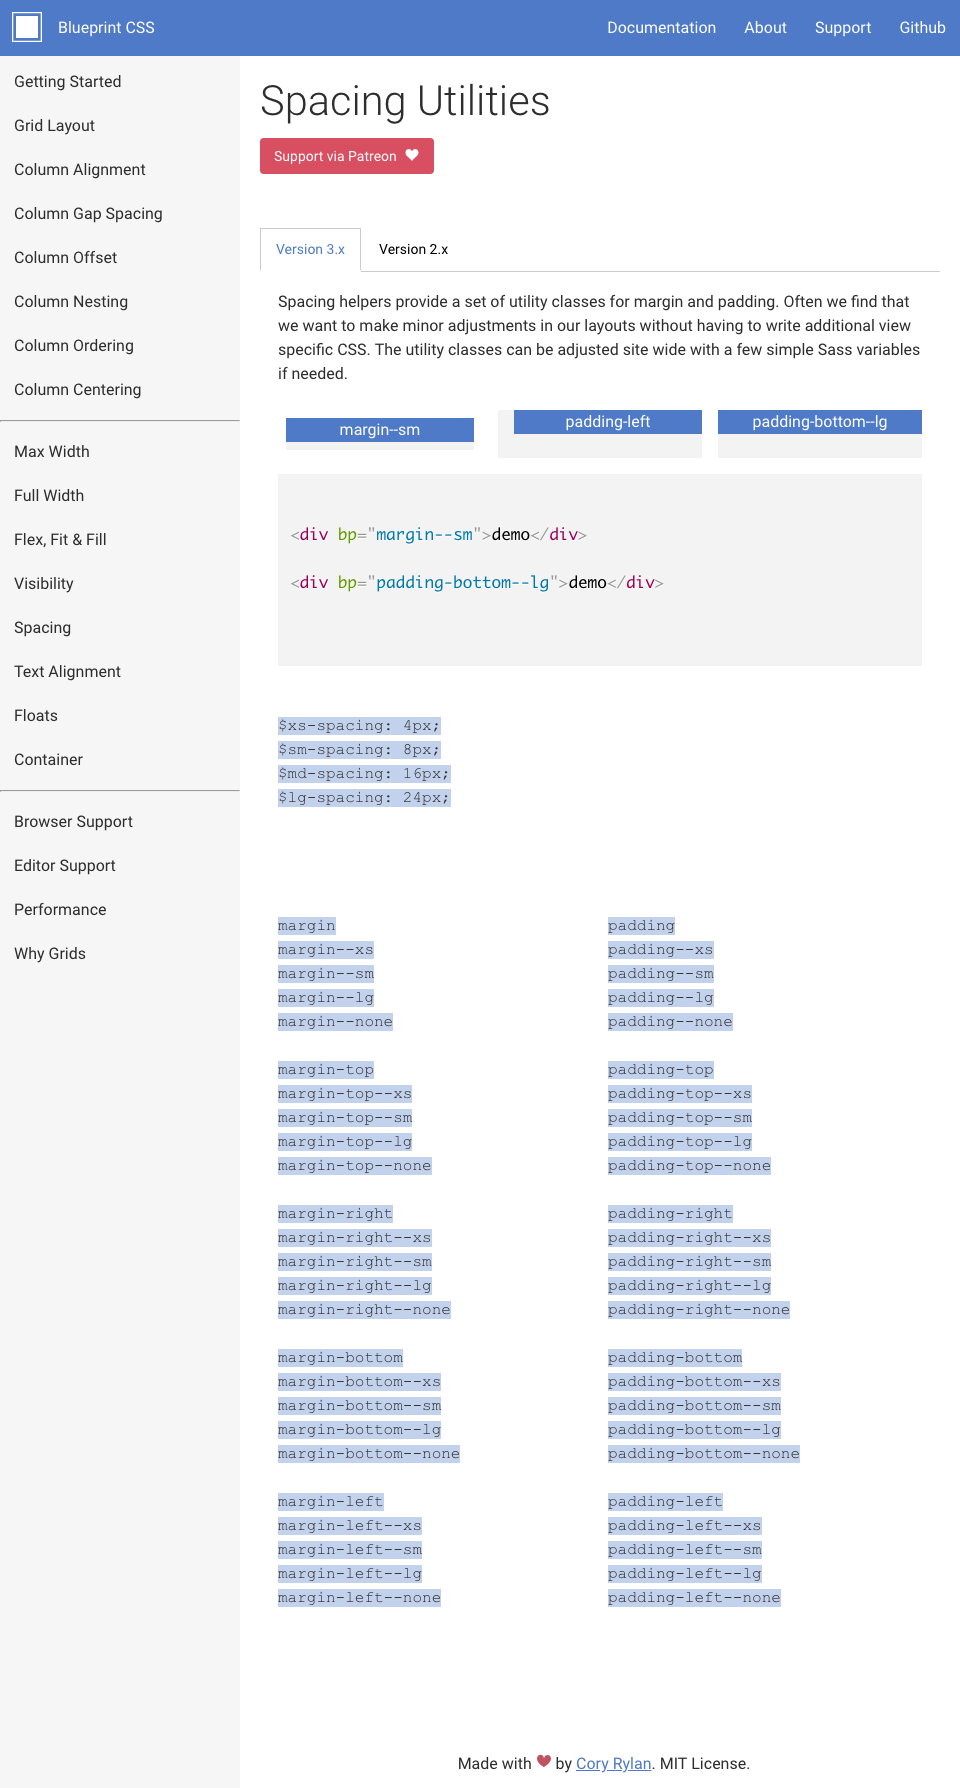 Blueprint CSS
Documentation About Support Github
Getting Started
Grid Layout
Column Alignment
Column Gap Spacing
Column Offset
Column Nesting
Column Ordering
Column Centering
Max Width
Full Width
Flex, Fit & Fill
Visibility
Spacing
Text Alignment
Floats
Container
Browser Support
Editor Support
Performance
Why Grids
Spacing Utilities
Support via Patreon
Version 3.x Version 2.x
Spacing helpers provide a set of utility classes for margin and padding. Often we find that
we want to make minor adjustments in our layouts without having to write additional view
specific CSS. The utility classes can be adjusted site wide with a few simple Sass variables
if needed.
margin--sm padding-left padding-bottom--lg
<div bp="margin--sm">demo</div>
<div bp="padding-bottom--lg">demo</div>
$xs-spacing: 4px;
$sm-spacing: 8px;
$md-spacing: 16px;
$lg-spacing: 24px;
margin
margin--xs
margin--sm
margin--lg
margin--none
margin-top
margin-top--xs
margin-top--sm
margin-top--lg
margin-top--none
margin-right
margin-right--xs
margin-right--sm
margin-right--lg
margin-right--none
margin-bottom
margin-bottom--xs
margin-bottom--sm
margin-bottom--lg
margin-bottom--none
margin-left
margin-left--xs
margin-left--sm
margin-left--lg
margin-left--none
padding
padding--xs
padding--sm
padding--lg
padding--none
padding-top
padding-top--xs
padding-top--sm
padding-top--lg
padding-top--none
padding-right
padding-right--xs
padding-right--sm
padding-right--lg
padding-right--none
padding-bottom
padding-bottom--xs
padding-bottom--sm
padding-bottom--lg
padding-bottom--none
padding-left
padding-left--xs
padding-left--sm
padding-left--lg
padding-left--none
Made with ♥ by Cory Rylan. MIT License.